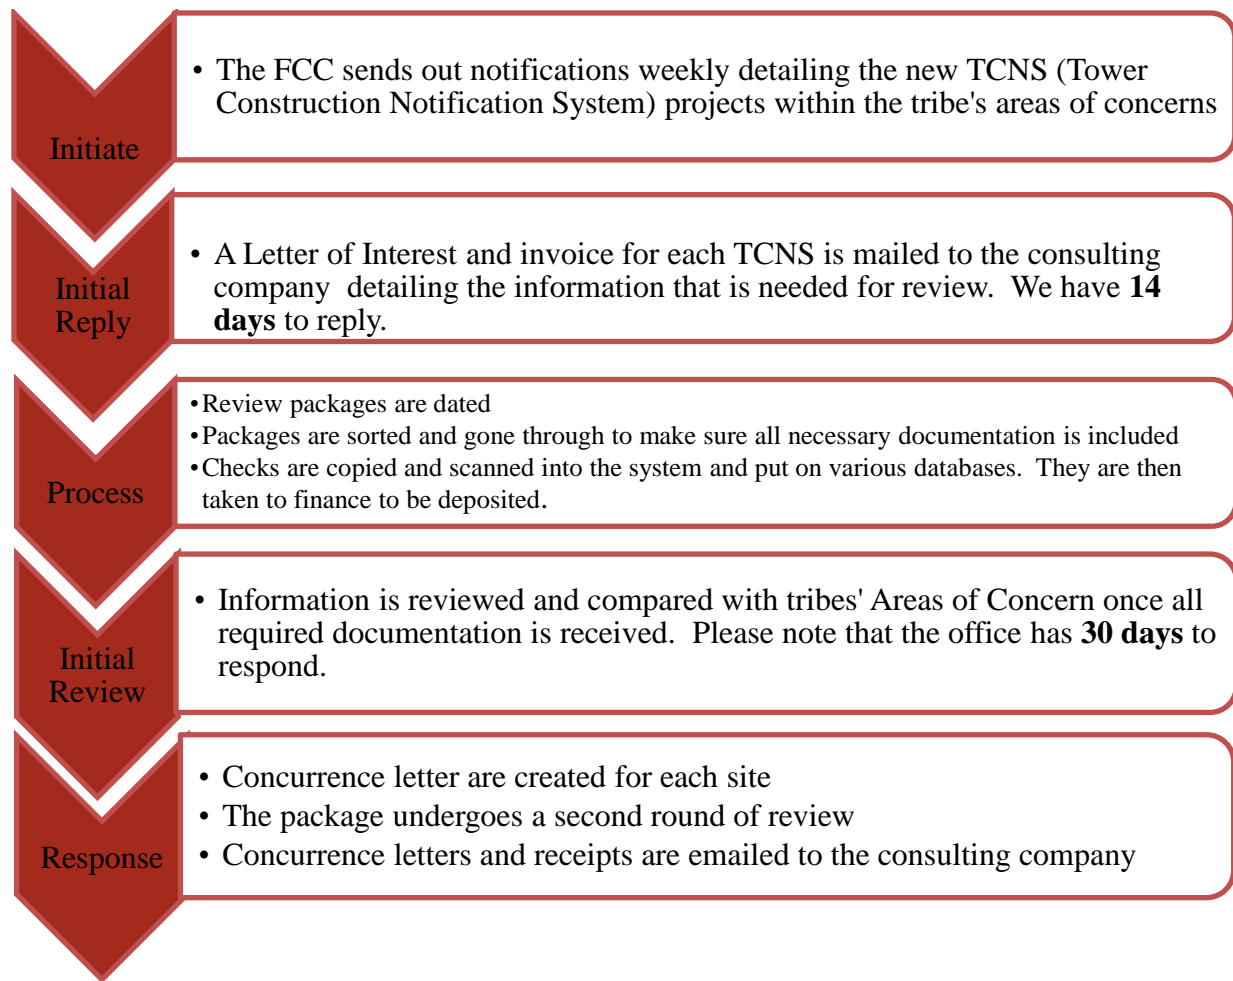 Initiate
• The FCC sends out notifications weekly detailing the new TCNS (Tower
Construction Notification System) projects within the tribe's areas of concerns
Initial
Reply
• A Letter of Interest and invoice for each TCNS is mailed to the consulting
company  detailing the information that is needed for review.  We have 14
days to reply.
Process
•Review packages are dated
•Packages are sorted and gone through to make sure all necessary documentation is included
•Checks are copied and scanned into the system and put on various databases.  They are then
taken to finance to be deposited.
Initial
Review
• Information is reviewed and compared with tribes' Areas of Concern once all
required documentation is received.  Please note that the office has 30 days to
respond.
Response
• Concurrence letter are created for each site
• The package undergoes a second round of review
• Concurrence letters and receipts are emailed to the consulting company